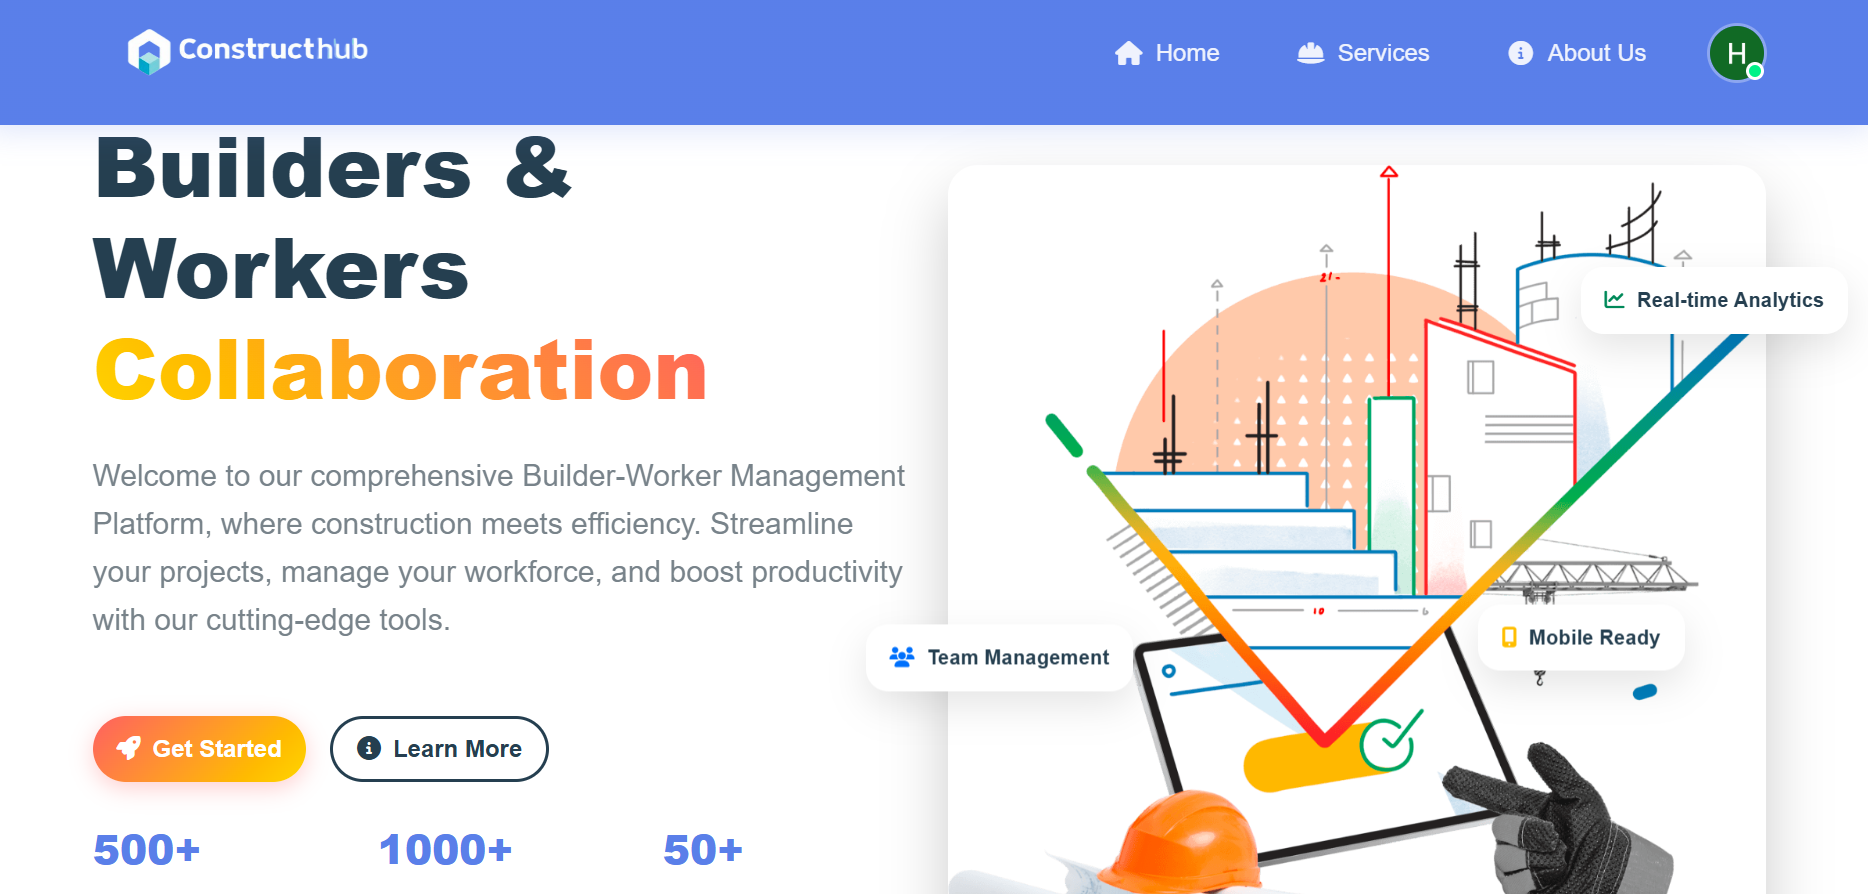 Constructhub
Home
Services
About Us
H
Builders &
Workers
Collaboration
Welcome to our comprehensive Builder-Worker Management
Platform, where construction meets efficiency. Streamline
your projects, manage your workforce, and boost productivity
with our cutting-edge tools.
Get Started
Learn More
500+
1000+
50+
Real-time Analytics
Team Management
Mobile Ready
10